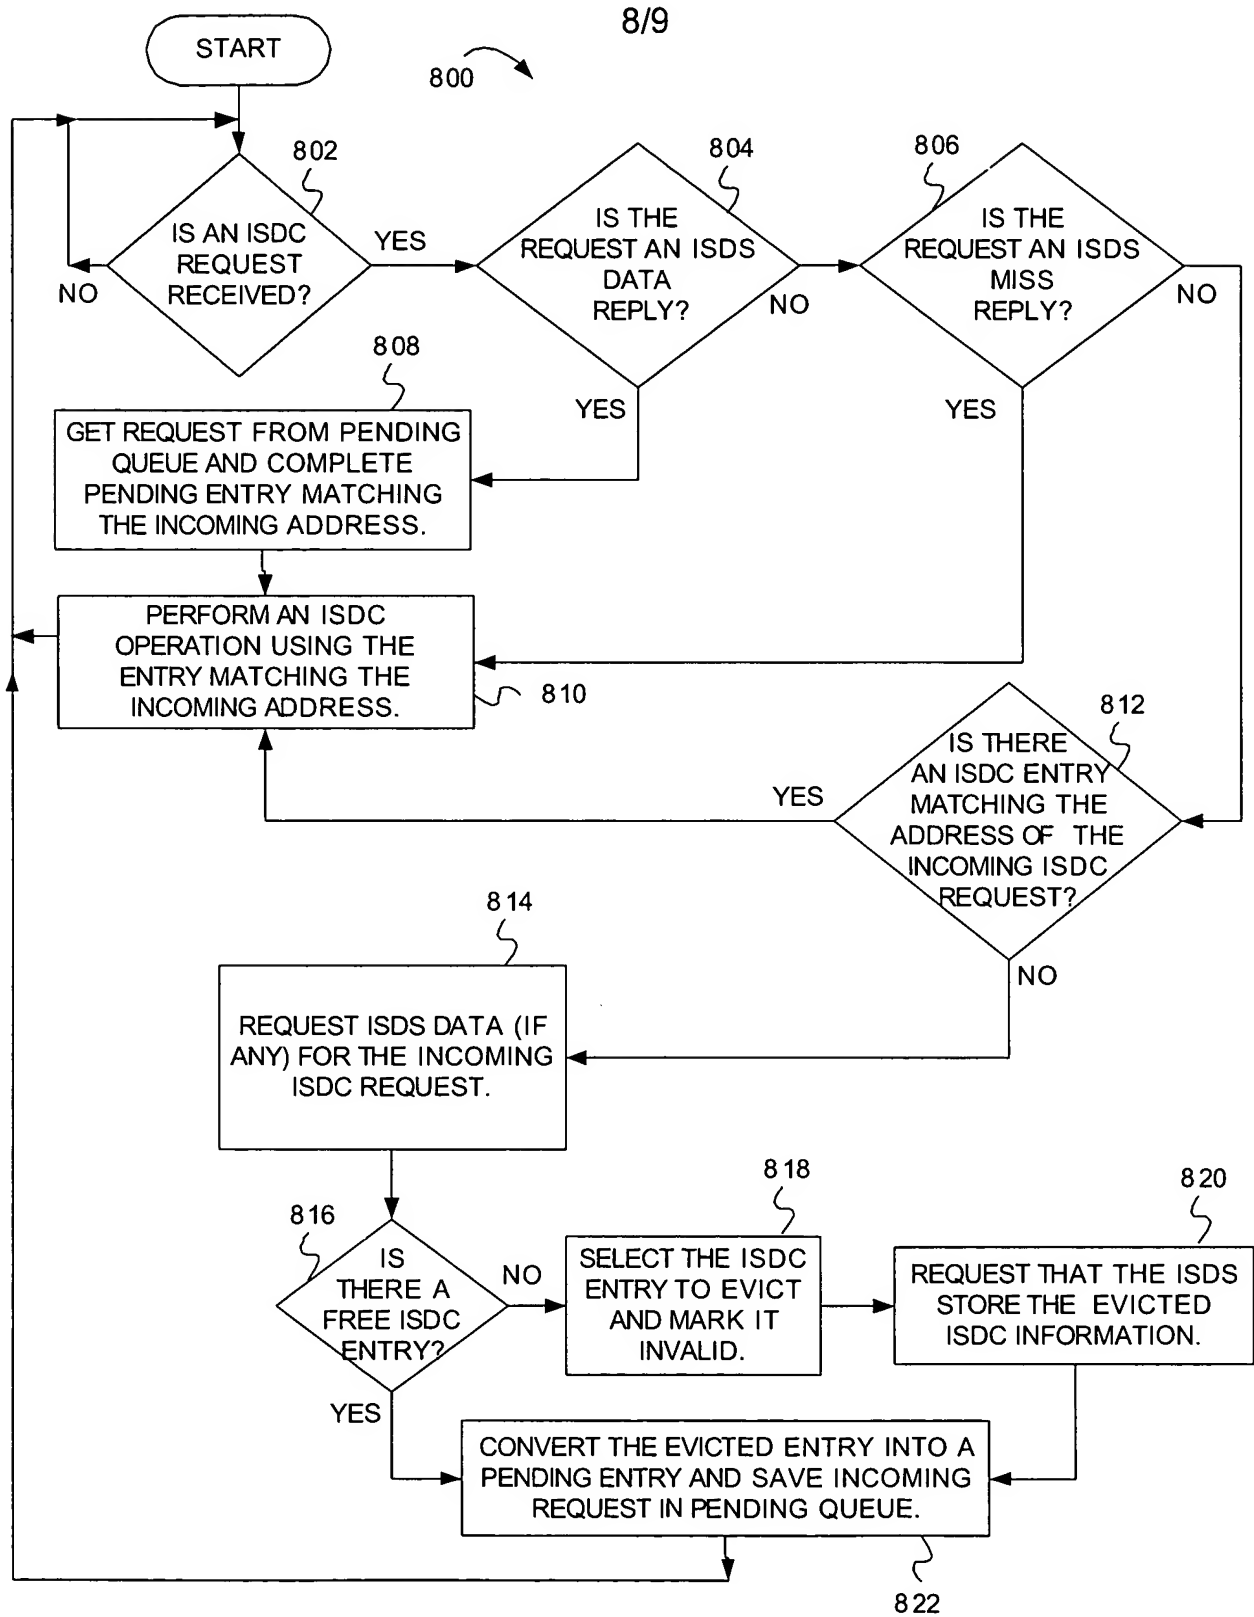 8/9
START
800
802
IS AN ISDC
REQUEST
RECEIVED?
YES
NO
804
IS THE
REQUEST AN ISDS
DATA
REPLY?
NO
YES
806
IS THE
REQUEST AN ISDS
MISS
REPLY?
NO
YES
808
GET REQUEST FROM PENDING
QUEUE AND COMPLETE
PENDING ENTRY MATCHING
THE INCOMING ADDRESS.
PERFORM AN ISDC
OPERATION USING THE
ENTRY MATCHING THE
INCOMING ADDRESS.
810
812
IS THERE
AN ISDC ENTRY
MATCHING THE
ADDRESS OF THE
INCOMING ISDC
REQUEST?
YES
NO
814
REQUEST ISDS DATA (IF
ANY) FOR THE INCOMING
ISDC REQUEST.
816
IS
THERE A
FREE ISDC
ENTRY?
NO
YES
818
SELECT THE ISDC
ENTRY TO EVICT
AND MARK IT
INVALID.
820
REQUEST THAT THE ISDS
STORE THE EVICTED
ISDC INFORMATION.
CONVERT THE EVICTED ENTRY INTO A
PENDING ENTRY AND SAVE INCOMING
REQUEST IN PENDING QUEUE.
822